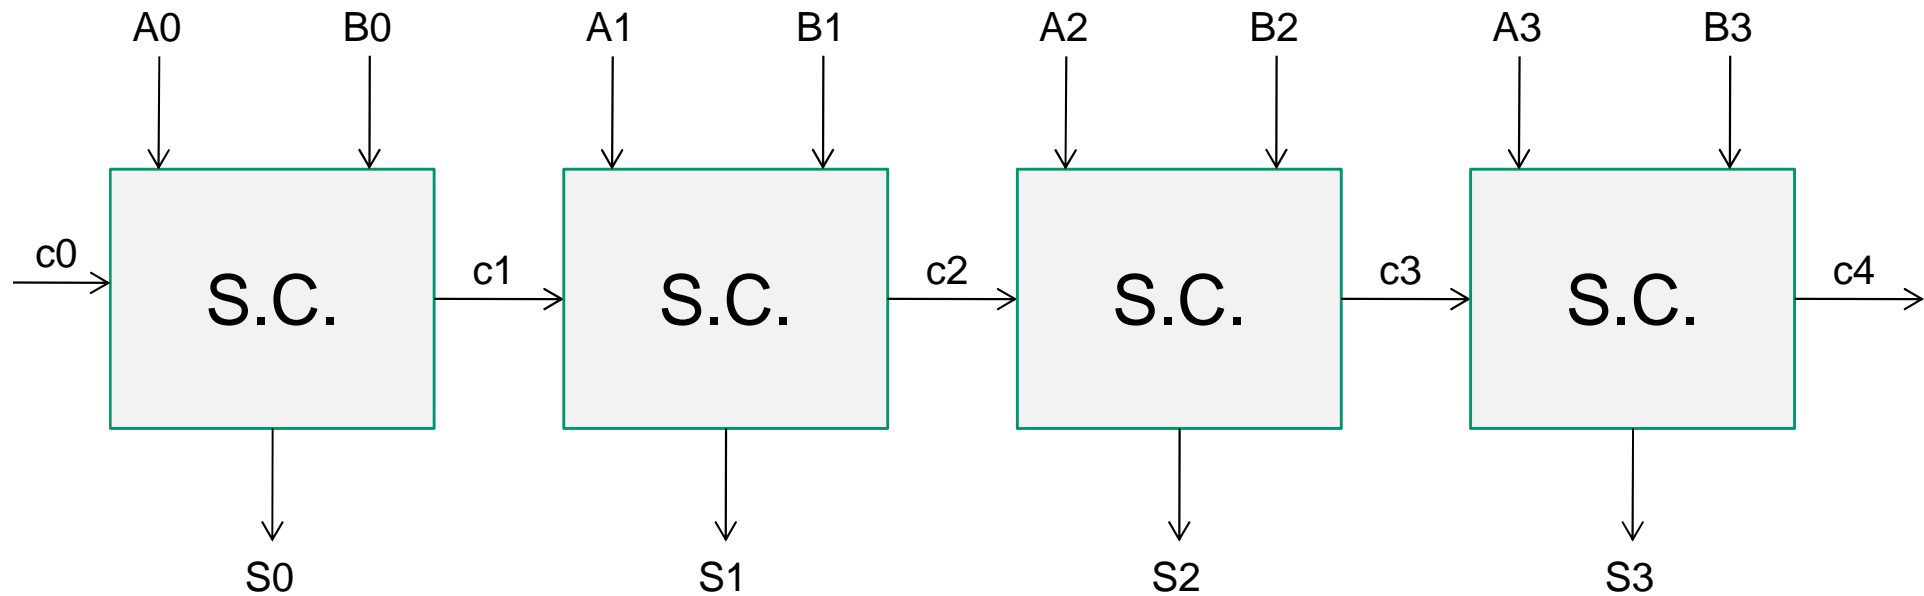 A0 B0 A1 B1 A2 B2 A3 B3
c0 c1 c2 c3 c4
S.C. S.C. S.C. S.C.
S0 S1 S2 S3